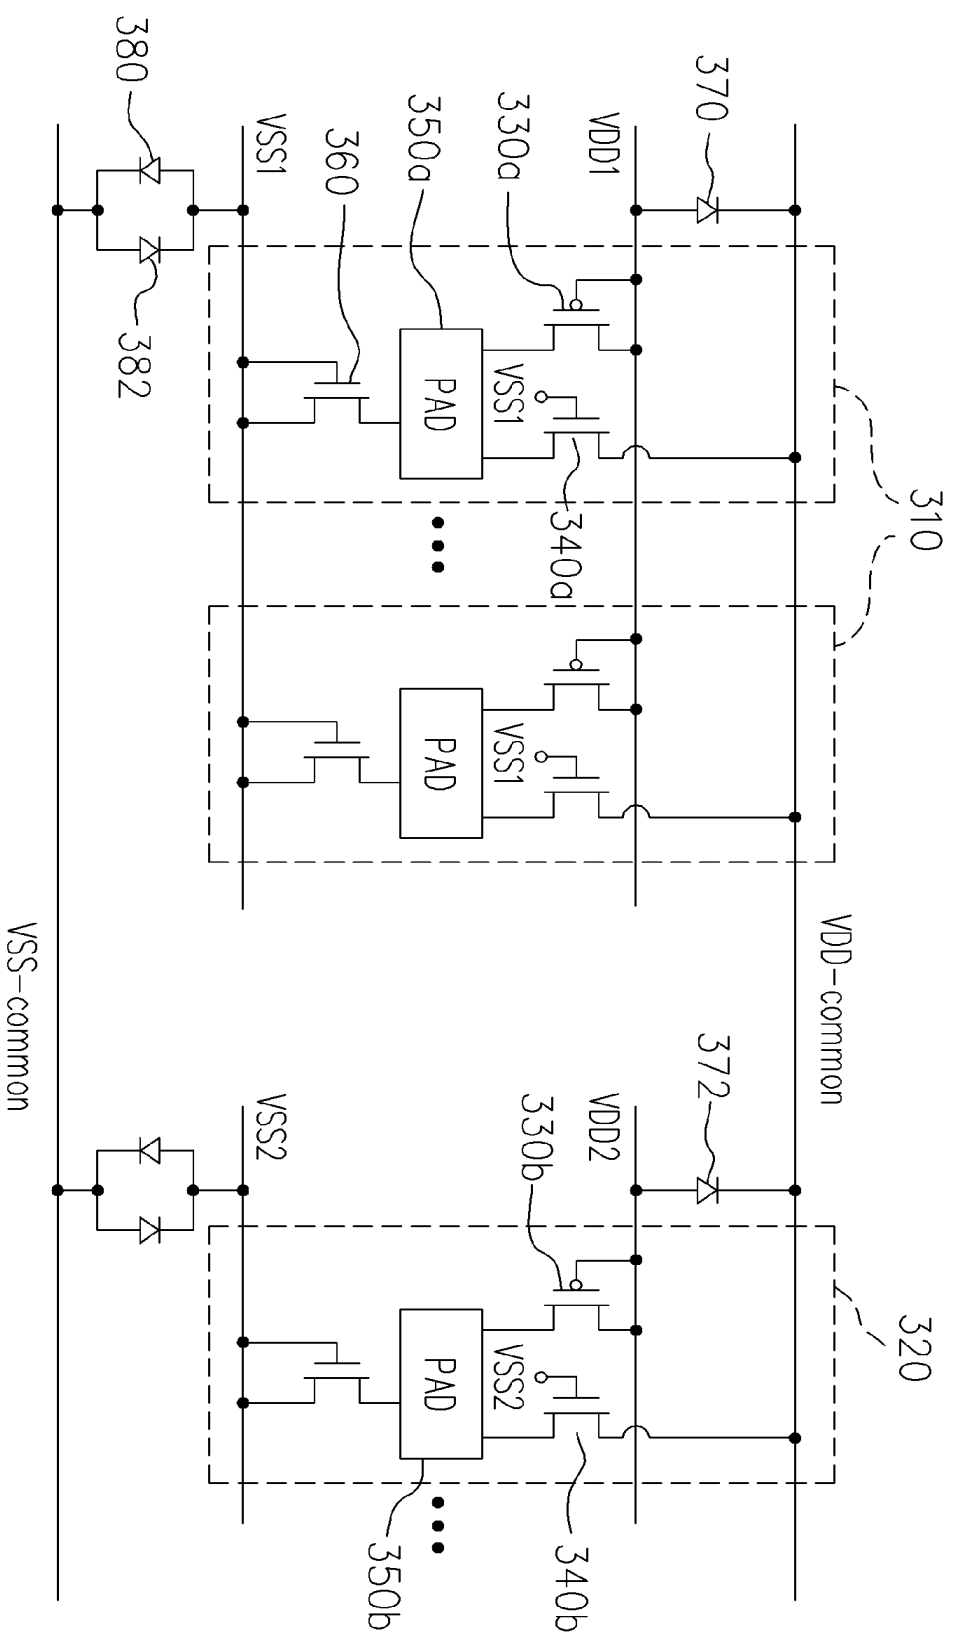 310
320
VDD-common
370
372
VDD1
VDD2
330a
340a
330b
340b
VSS1
VSS1
VSS2
350a
PAD
PAD
PAD
350b
360
VSS1
VSS2
380
382
VSS-common